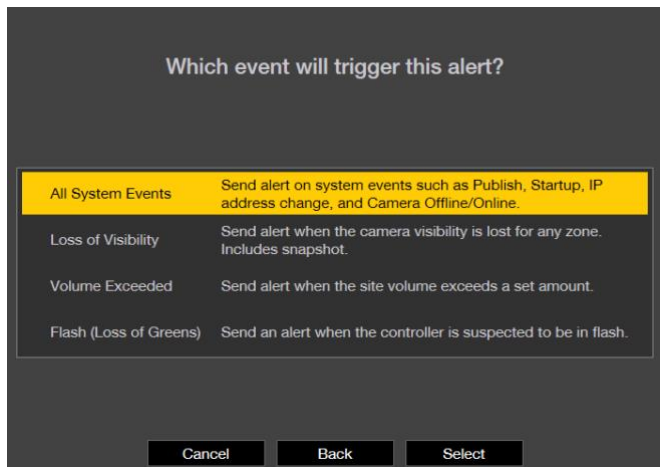 Which event will trigger this alert?
All System Events
Send alert on system events such as Publish, Startup, IP
address change, and Camera Offline/Online.
Loss of Visibility
Send alert when the camera visibility is lost for any zone.
Includes snapshot.
Volume Exceeded
Send alert when the site volume exceeds a set amount.
Flash (Loss of Greens)
Send an alert when the controller is suspected to be in flash.
Cancel
Back
Select